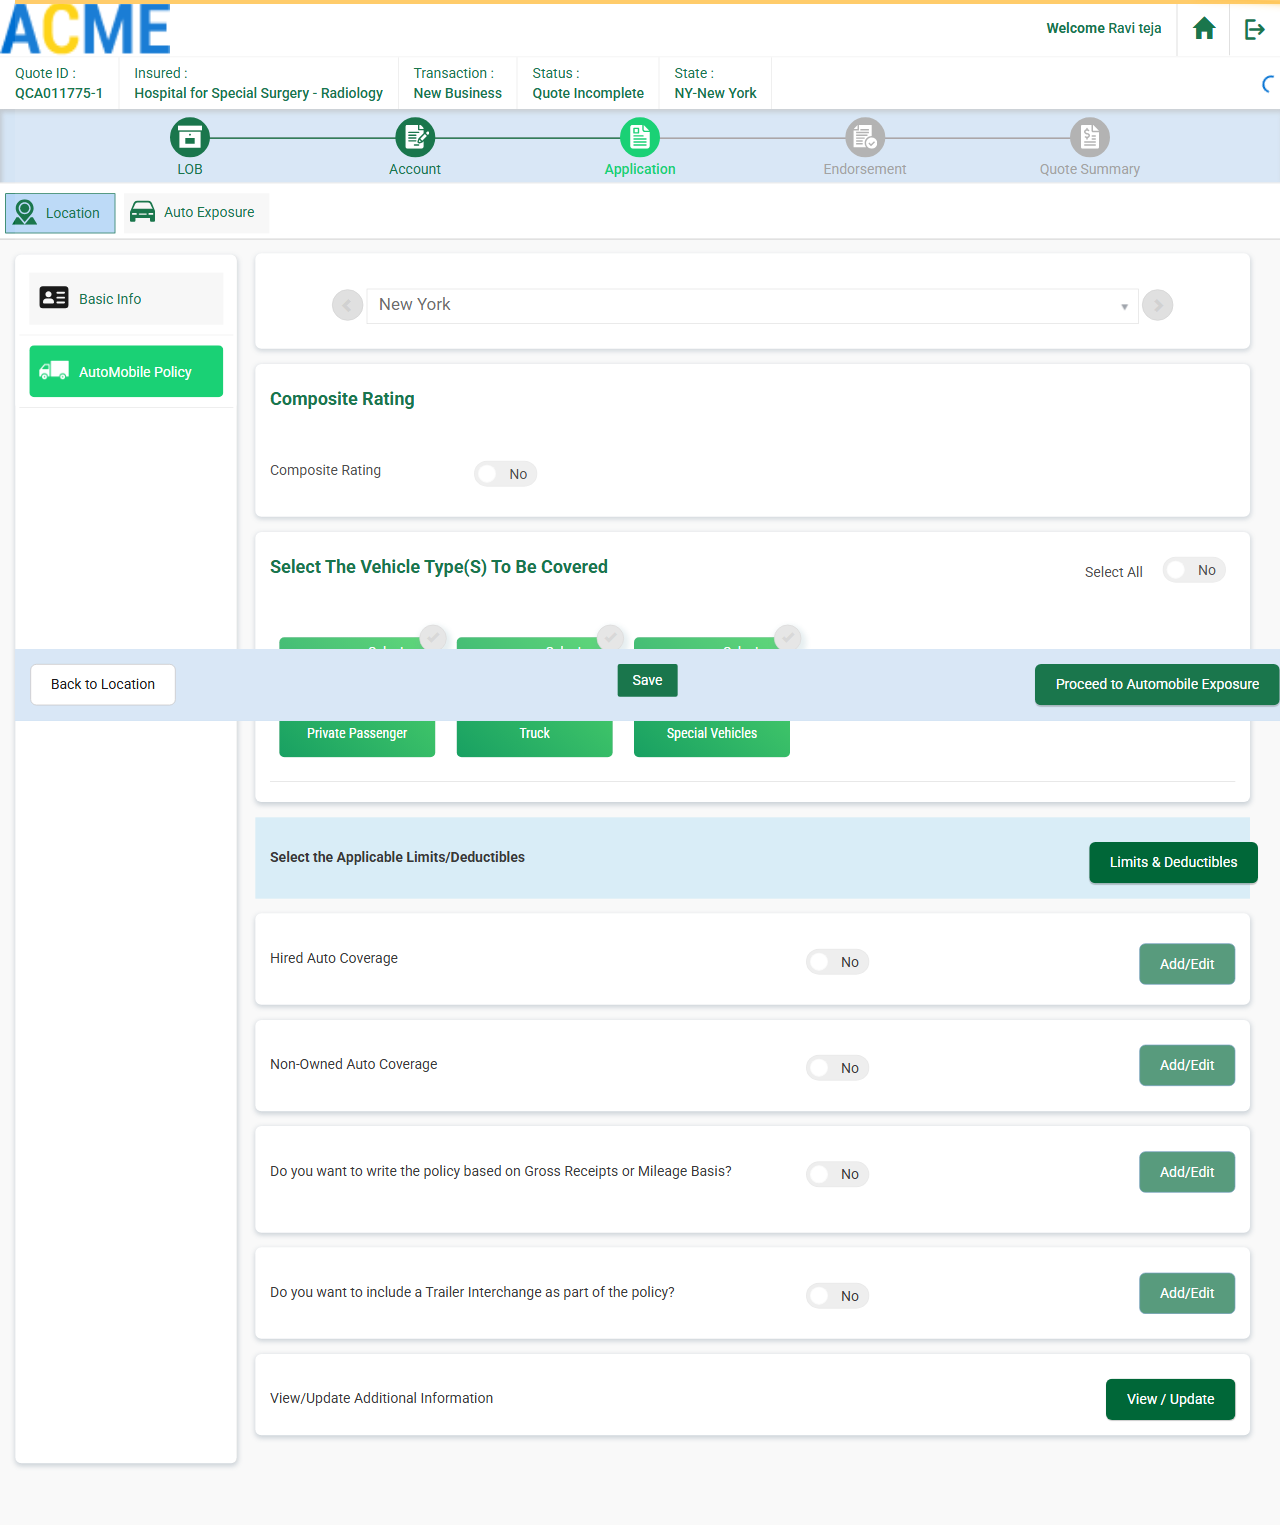 ACME
Welcome Ravi teja
Quote ID :
QCA011775-1
Insured :
Hospital for Special Surgery - Radiology
Transaction :
New Business
Status :
Quote Incomplete
State :
NY-New York
LOB
Account
Application
Endorsement
Quote Summary
Location
Auto Exposure
Basic Info
AutoMobile Policy
New York
Composite Rating
Composite Rating
No
Select The Vehicle Type(S) To Be Covered
Select All
No
Back to Location
Save
Proceed to Automobile Exposure
Private Passenger
Truck
Special Vehicles
Select the Applicable Limits/Deductibles
Limits & Deductibles
Hired Auto Coverage
No
Add/Edit
Non-Owned Auto Coverage
No
Add/Edit
Do you want to write the policy based on Gross Receipts or Mileage Basis?
No
Add/Edit
Do you want to include a Trailer Interchange as part of the policy?
No
Add/Edit
View/Update Additional Information
View / Update